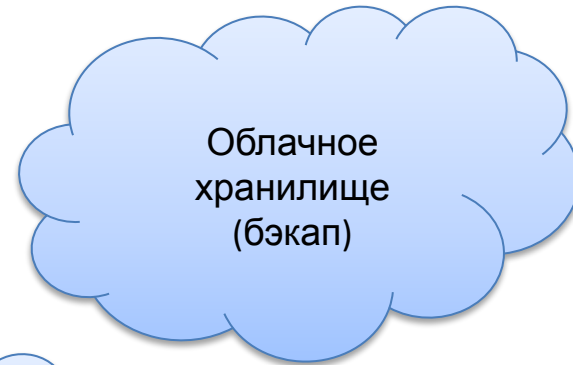 Облачное
хранилище
(бэкап)